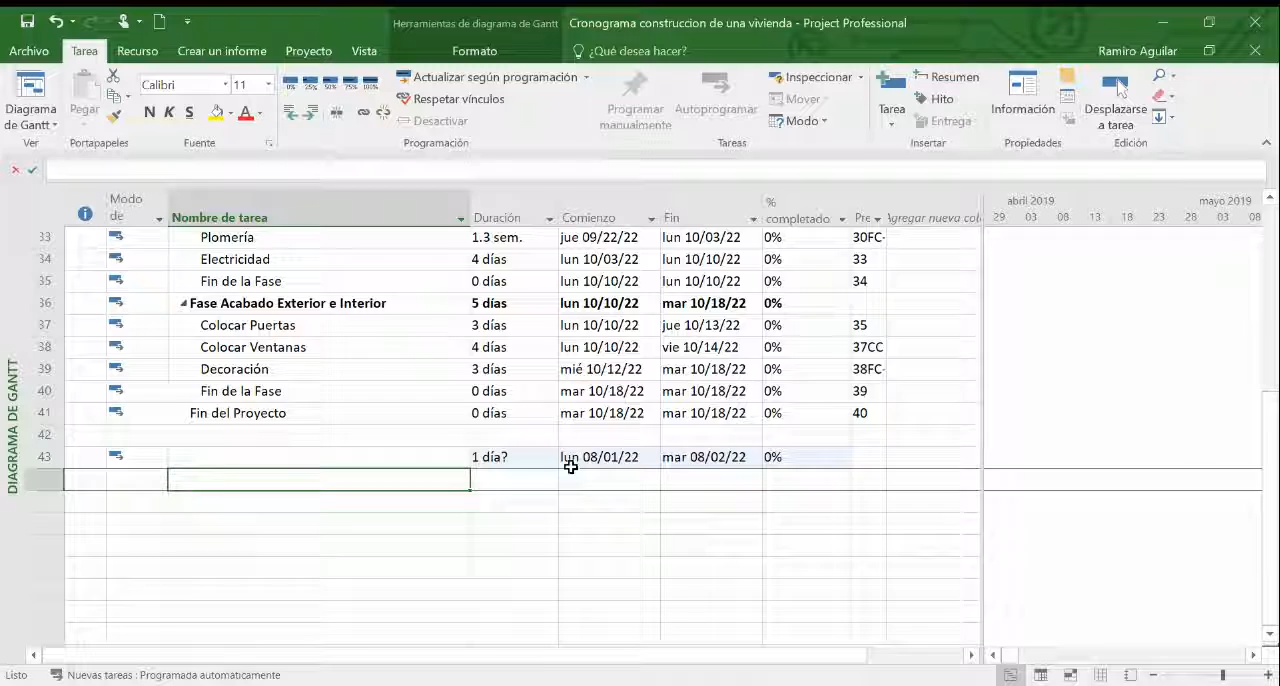 Herramientas de diagrama de Gantt
Cronograma construccion de una vivienda - Project Professional
Archivo Tarea Recurso Crear un informe Proyecto Vista Formato ¿Qué desea hacer? Ramiro Aguilar
Diagrama de Gantt
Ver
Pegar
Portapapeles
Calibri 11
N K S
Fuente
0% 25% 50% 75% 100%
Actualizar según programación
Respetar vínculos
Desactivar
Programación
Programar manualmente
Autoprogramar
Inspeccionar
Mover
Modo
Tareas
Tarea
Resumen
Hito
Entrega
Insertar
Información
Propiedades
Desplazarse a tarea
Edición
DIAGRAMA DE GANTT
Modo de Nombre de tarea Duración Comienzo Fin % completado Pre Agregar nueva col
abril 2019 mayo 2019
29 03 08 13 18 23 28 03 08
33 Plomería 1.3 sem. jue 09/22/22 lun 10/03/22 0% 30FC-
34 Electricidad 4 días lun 10/03/22 lun 10/10/22 0% 33
35 Fin de la Fase 0 días lun 10/10/22 lun 10/10/22 0% 34
36 Fase Acabado Exterior e Interior 5 días lun 10/10/22 mar 10/18/22 0%
37 Colocar Puertas 3 días lun 10/10/22 jue 10/13/22 0% 35
38 Colocar Ventanas 4 días lun 10/10/22 vie 10/14/22 0% 37CC
39 Decoración 3 días mié 10/12/22 mar 10/18/22 0% 38FC-
40 Fin de la Fase 0 días mar 10/18/22 mar 10/18/22 0% 39
41 Fin del Proyecto 0 días mar 10/18/22 mar 10/18/22 0% 40
42
43 1 día? lun 08/01/22 mar 08/02/22 0%
Listo Nuevas tareas : Programada automaticamente